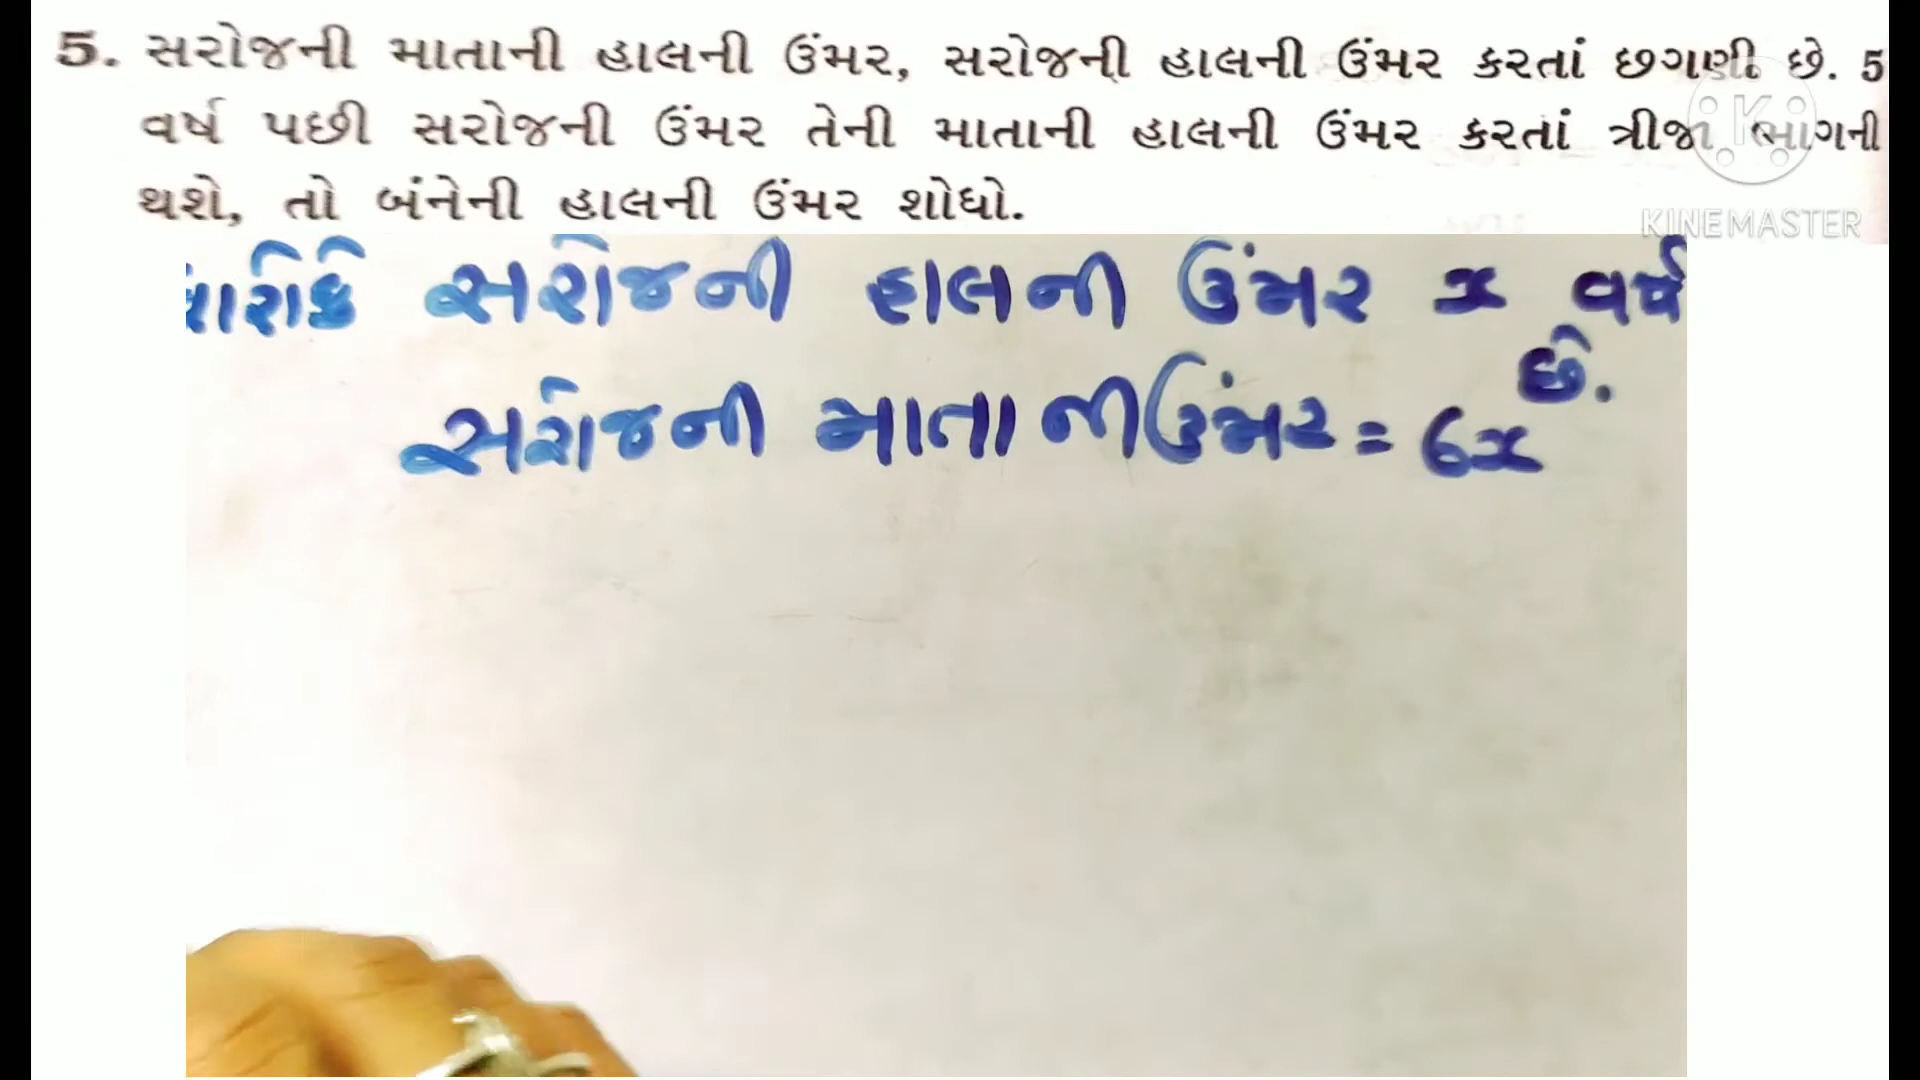 5. સરોજની માતાની હાલની ઉંમર, સરોજની હાલની ઉંમર કરતાં છગણી છે. 5
વર્ષ પછી સરોજની ઉંમર તેની માતાની હાલની ઉંમર કરતાં ત્રીજા ભાગની
થશે, તો બંનેની હાલની ઉંમર શોધો.
KINEMASTER
ધારોકે સરોજની હાલની ઉંમર x વર્ષ
છે.
સરોજની માતાની ઉંમર = 6x